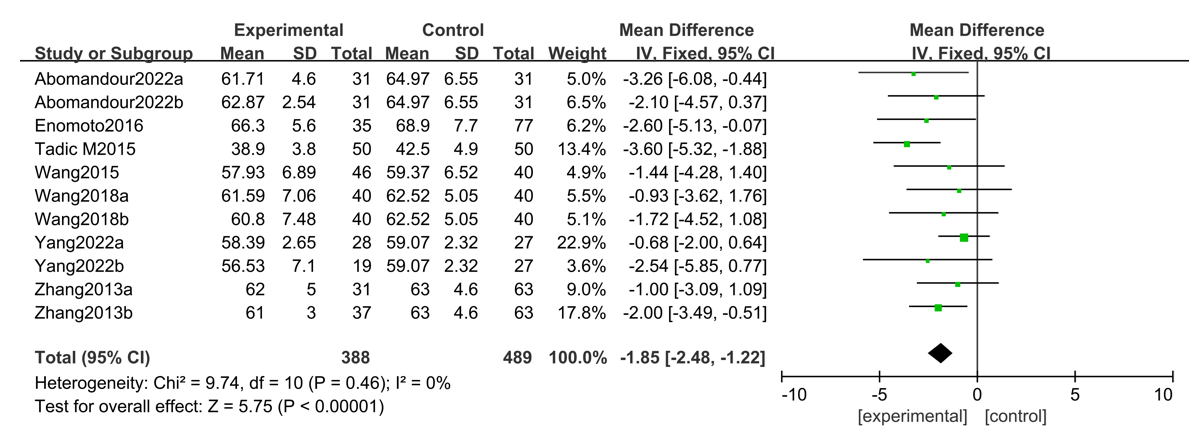 Experimental Control Mean Difference Mean Difference
Study or Subgroup Mean SD Total Mean SD Total Weight IV, Fixed, 95% CI IV, Fixed, 95% CI
Abomandour2022a 61.71 4.6 31 64.97 6.55 31 5.0% -3.26 [-6.08, -0.44]
Abomandour2022b 62.87 2.54 31 64.97 6.55 31 6.5% -2.10 [-4.57, 0.37]
Enomoto2016 66.3 5.6 35 68.9 7.7 77 6.2% -2.60 [-5.13, -0.07]
Tadic M2015 38.9 3.8 50 42.5 4.9 50 13.4% -3.60 [-5.32, -1.88]
Wang2015 57.93 6.89 46 59.37 6.52 40 4.9% -1.44 [-4.28, 1.40]
Wang2018a 61.59 7.06 40 62.52 5.05 40 5.5% -0.93 [-3.62, 1.76]
Wang2018b 60.8 7.48 40 62.52 5.05 40 5.1% -1.72 [-4.52, 1.08]
Yang2022a 58.39 2.65 28 59.07 2.32 27 22.9% -0.68 [-2.00, 0.64]
Yang2022b 56.53 7.1 19 59.07 2.32 27 3.6% -2.54 [-5.85, 0.77]
Zhang2013a 62 5 31 63 4.6 63 9.0% -1.00 [-3.09, 1.09]
Zhang2013b 61 3 37 63 4.6 63 17.8% -2.00 [-3.49, -0.51]
Total (95% CI) 388 489 100.0% -1.85 [-2.48, -1.22]
Heterogeneity: Chi² = 9.74, df = 10 (P = 0.46); I² = 0%
Test for overall effect: Z = 5.75 (P < 0.00001)
-10 -5 0 5 10
[experimental] [control]